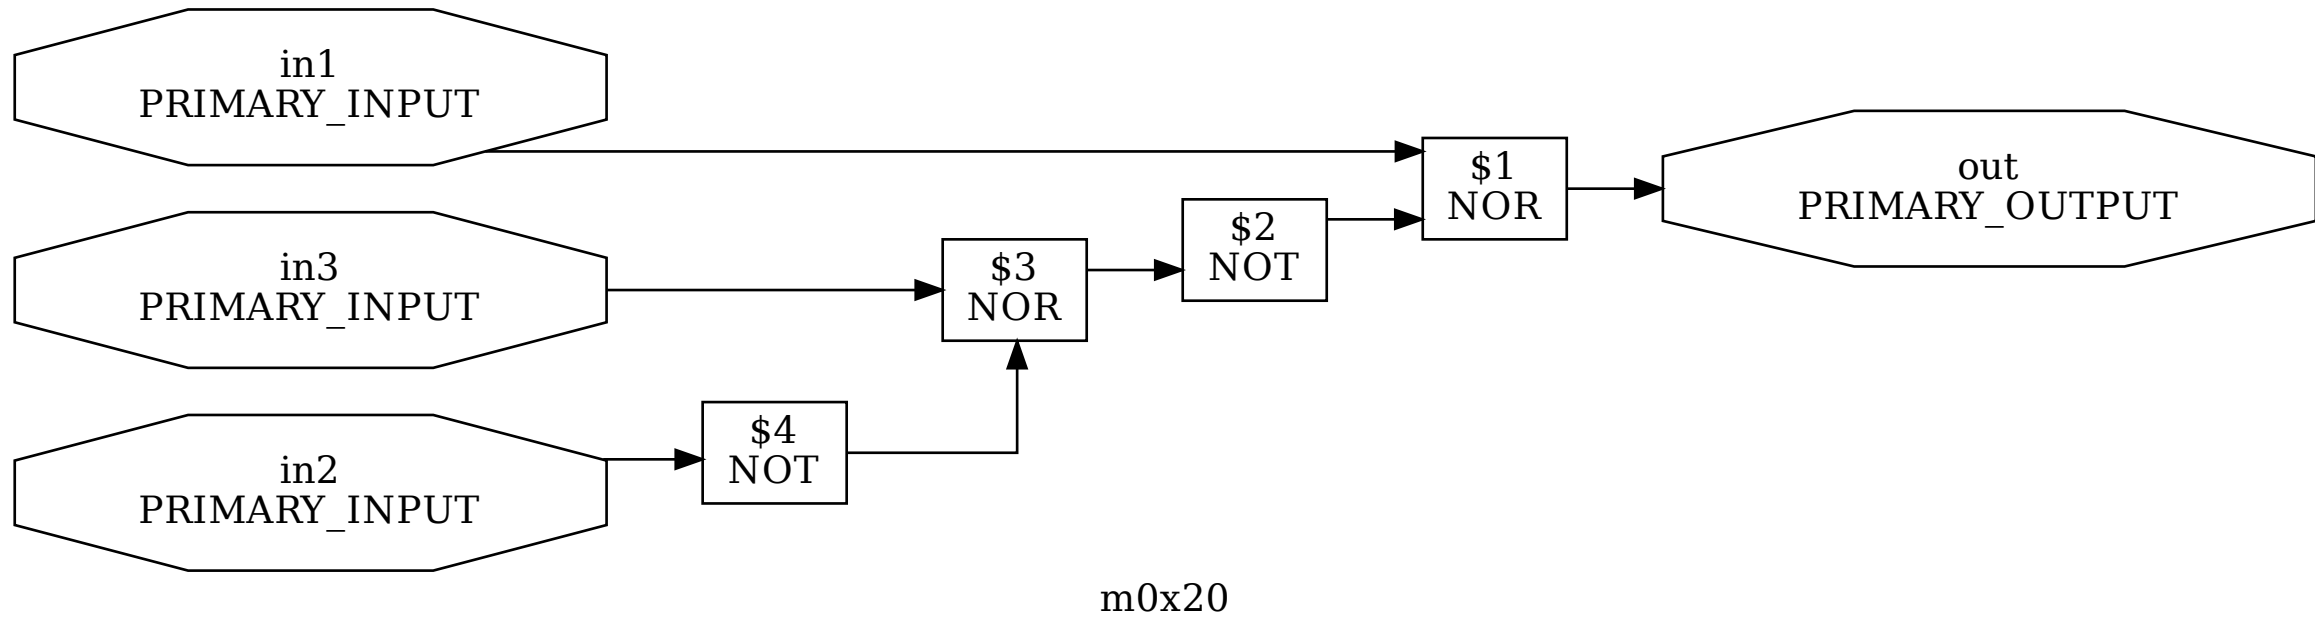 in1
PRIMARY_INPUT
$1
NOR
out
PRIMARY_OUTPUT
$2
NOT
in3
PRIMARY_INPUT
$3
NOR
$4
NOT
in2
PRIMARY_INPUT
m0x20